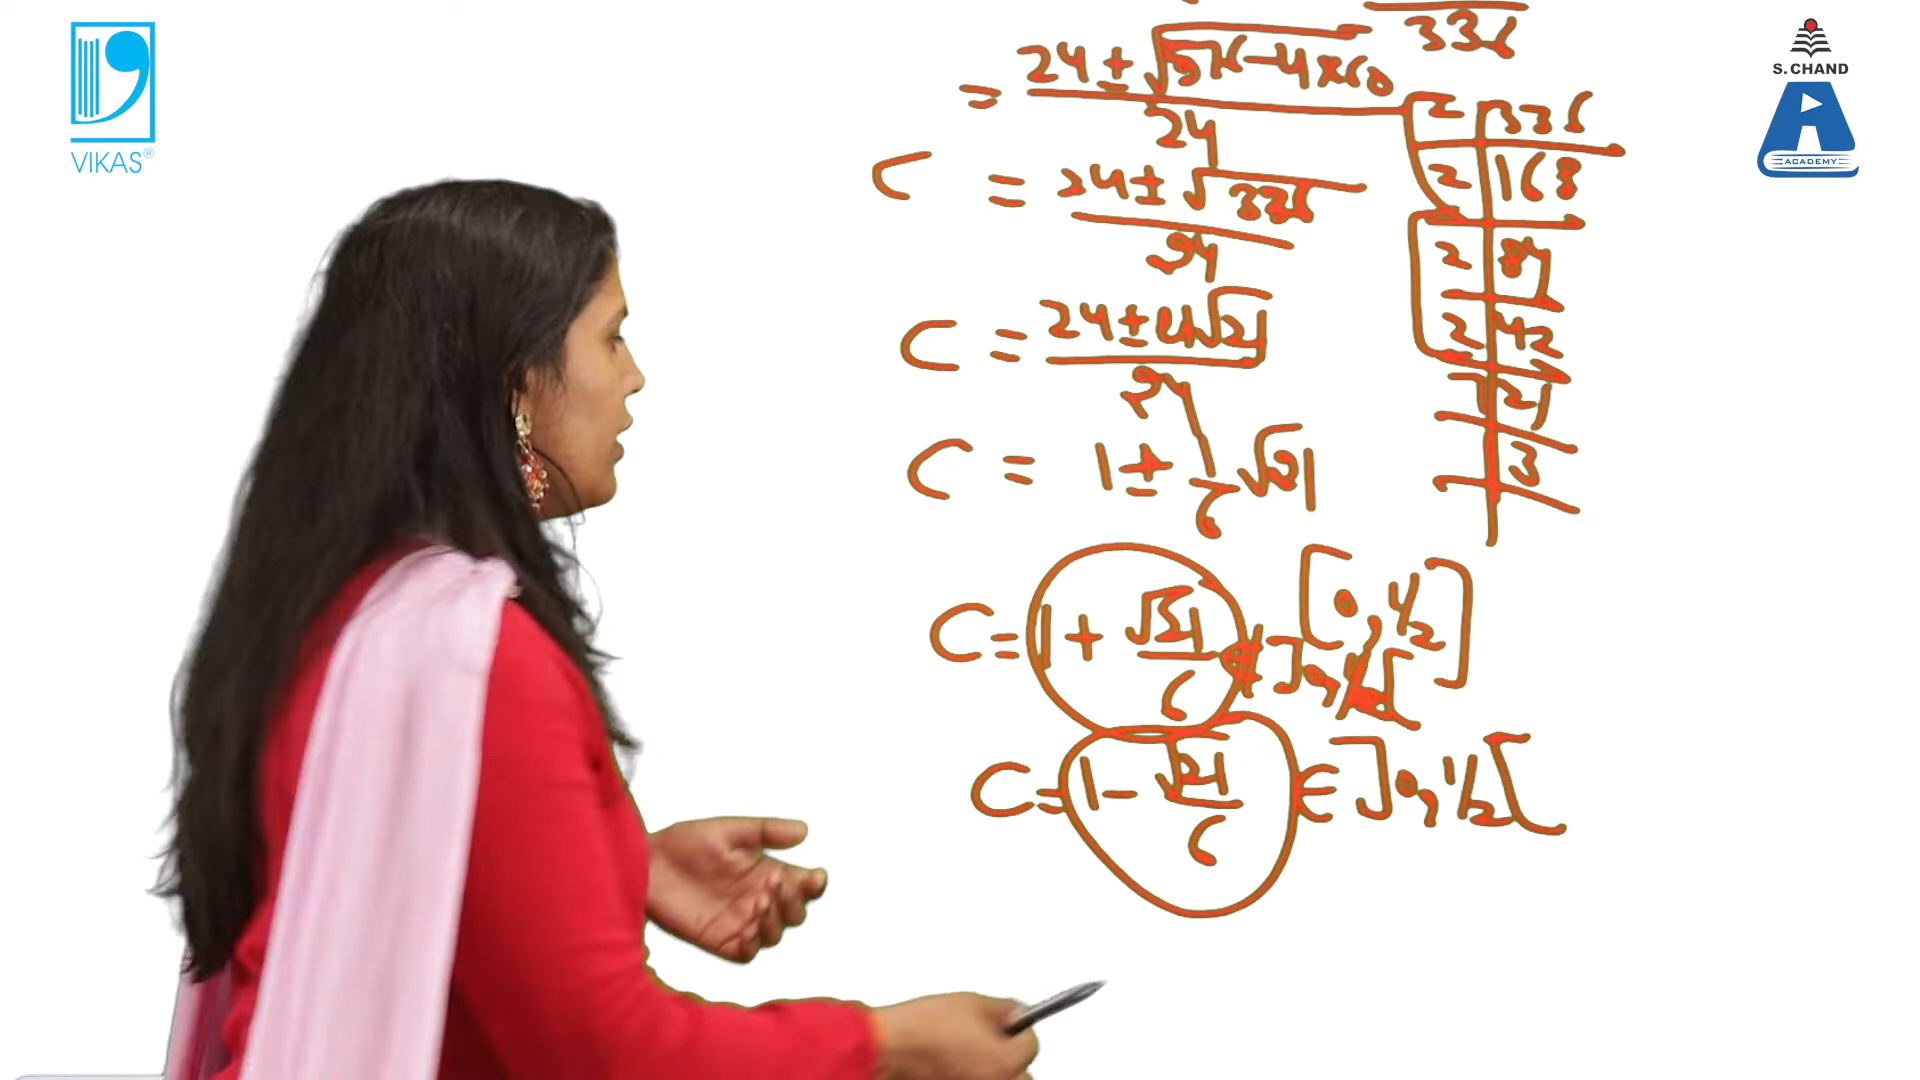 336
= 24 ± √576 - 4×60
24
C = 24 ± √336
24
C = 24 ± 4√21
24
C = 1 ± 1/6 √21
C = 1 + √21/6 ∉ ]0, 1/2[
[0, 1/2]
C = 1 - √21/6 ∈ ]0, 1/2[
2 336
2 168
2 84
2 42
7 21
3
VIKAS®
S. CHAND
ACADEMY